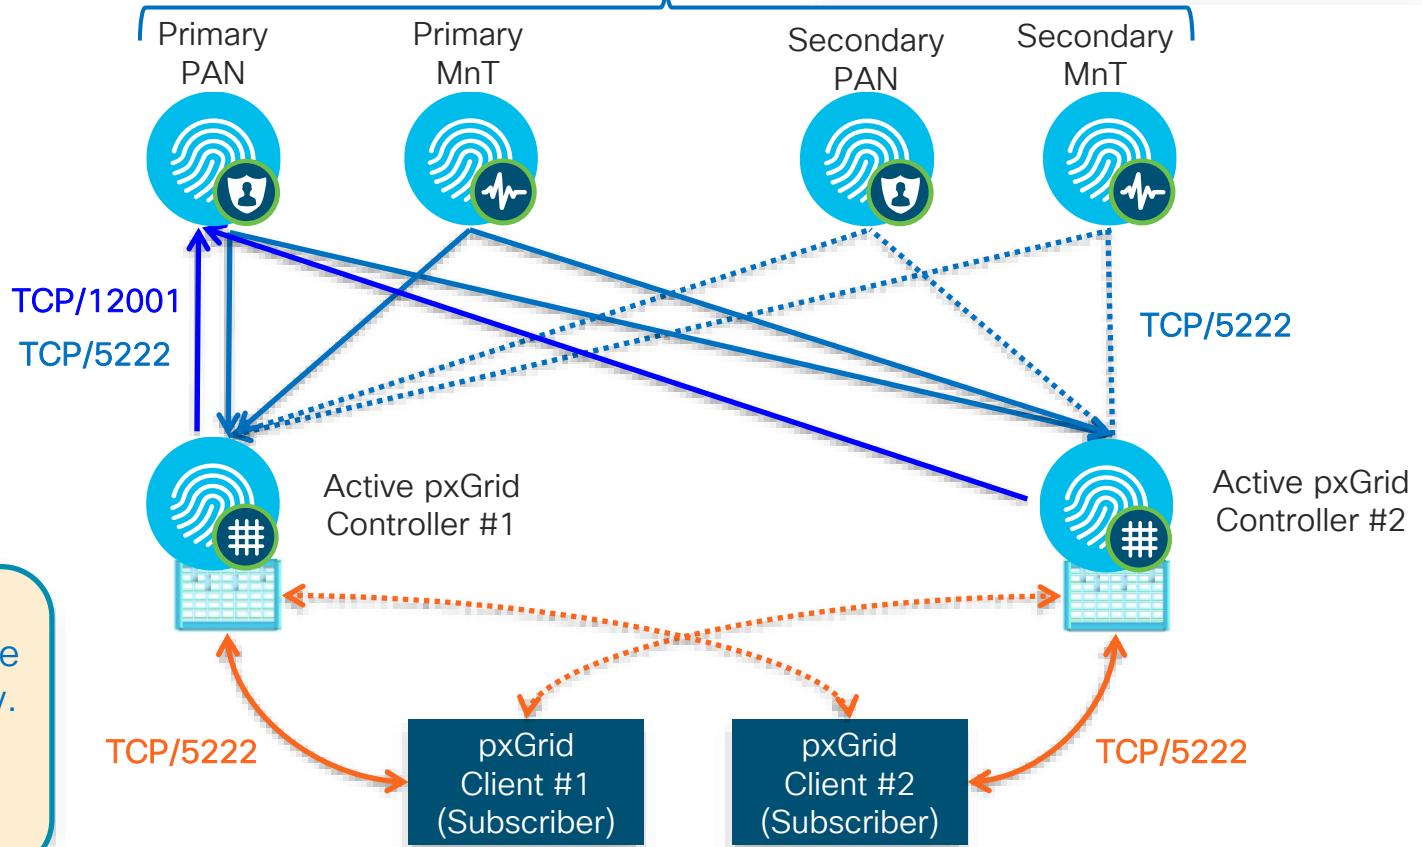 Primary
PAN
Primary
MnT
Secondary
PAN
Secondary
MnT
TCP/12001
TCP/5222
TCP/5222
Active pxGrid
Controller #1
Active pxGrid
Controller #2
TCP/5222
pxGrid
Client #1
(Subscriber)
pxGrid
Client #2
(Subscriber)
TCP/5222